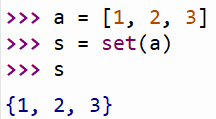 >>> a = [1, 2, 3]
>>> s = set(a)
>>> s
{1, 2, 3}